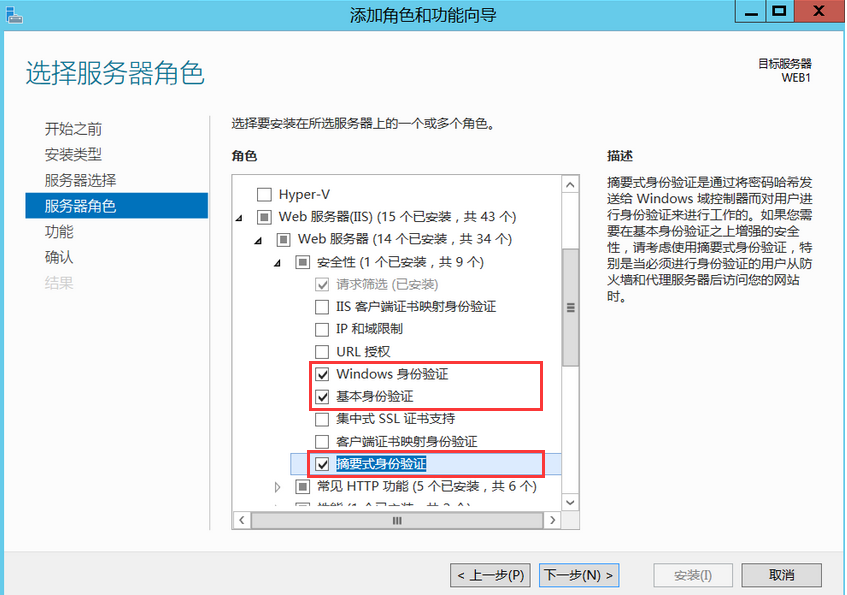 添加角色和功能向导
选择服务器角色
目标服务器
WEB1
开始之前
安装类型
服务器选择
服务器角色
功能
确认
结果
选择要安装在所选服务器上的一个或多个角色。
角色
Hyper-V
Web 服务器(IIS) (15 个已安装，共 43 个)
Web 服务器 (14 个已安装，共 34 个)
安全性 (1 个已安装，共 9 个)
请求筛选 (已安装)
IIS 客户端证书映射身份验证
IP 和域限制
URL 授权
Windows 身份验证
基本身份验证
集中式 SSL 证书支持
客户端证书映射身份验证
摘要式身份验证
常见 HTTP 功能 (5 个已安装，共 6 个)
描述
摘要式身份验证是通过将密码哈希发
送给 Windows 域控制器而对用户进
行身份验证来进行工作的。如果您需
要在基本身份验证之上增强的安全
性，请考虑使用摘要式身份验证，特
别是当必须进行身份验证的用户从防
火墙和代理服务器后访问您的网站
时。
< 上一步(P)
下一步(N) >
安装(I)
取消